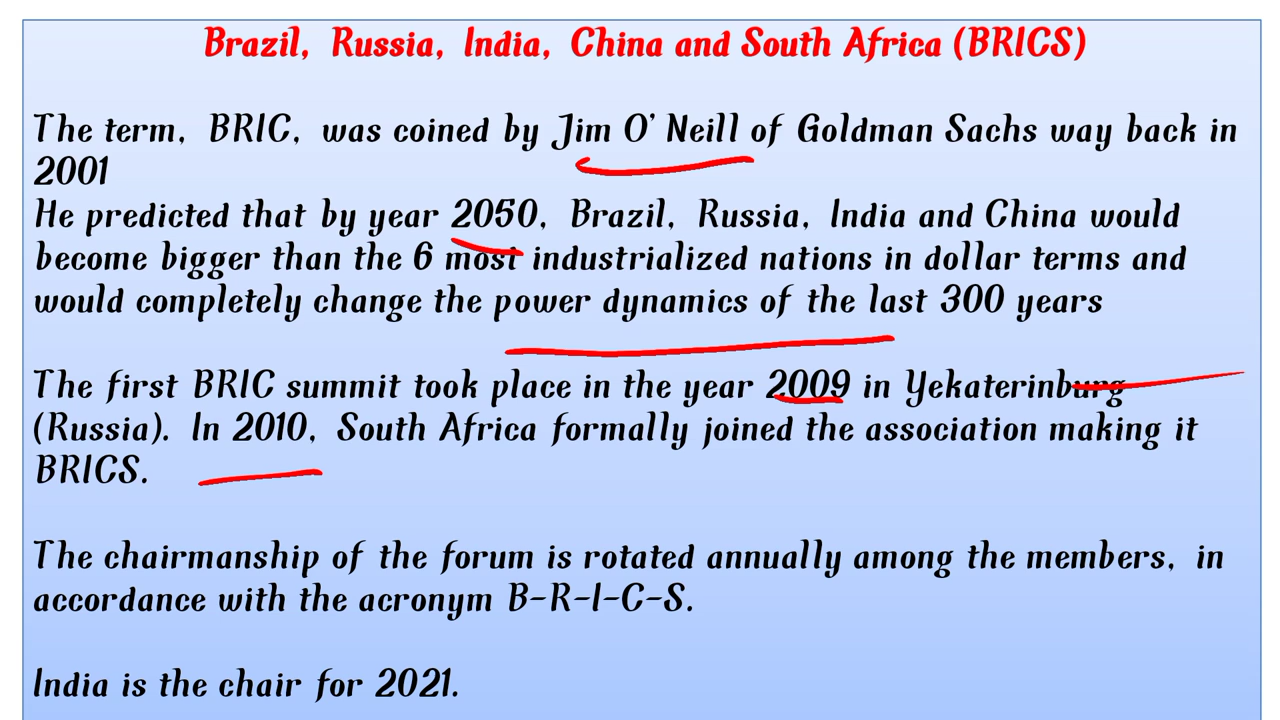 Brazil, Russia, India, China and South Africa (BRICS)
The term, BRIC, was coined by Jim O' Neill of Goldman Sachs way back in
2001
He predicted that by year 2050, Brazil, Russia, India and China would
become bigger than the 6 most industrialized nations in dollar terms and
would completely change the power dynamics of the last 300 years
The first BRIC summit took place in the year 2009 in Yekaterinburg
(Russia). In 2010, South Africa formally joined the association making it
BRICS.
The chairmanship of the forum is rotated annually among the members, in
accordance with the acronym B-R-I-C-S.
India is the chair for 2021.